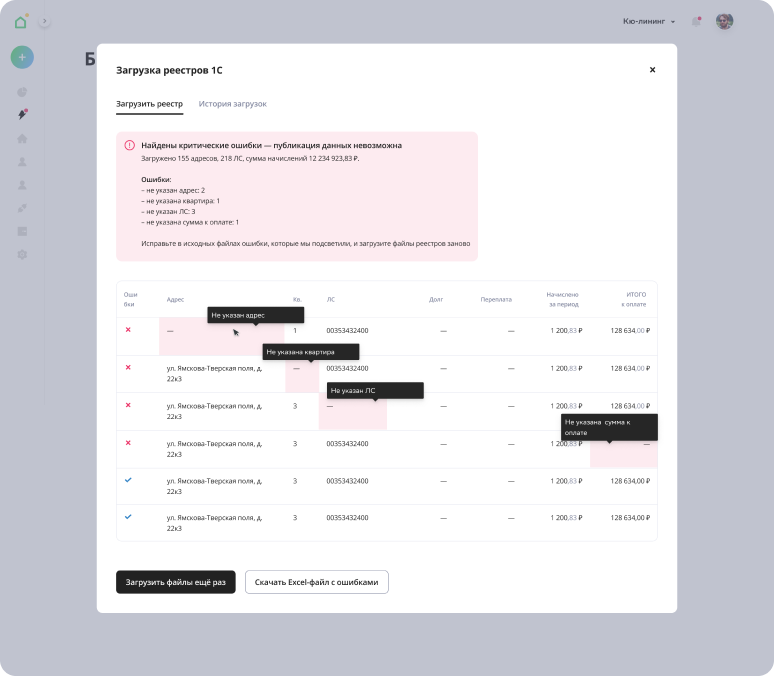 Кю-лининг
Б
Загрузка реестров 1С
Загрузить реестр История загрузок
Найдены критические ошибки — публикация данных невозможна
Загружено 155 адресов, 218 ЛС, сумма начислений 12 234 923,83 ₽.
Ошибки:
– не указан адрес: 2
– не указана квартира: 1
– не указан ЛС: 3
– не указана сумма к оплате: 1
Исправьте в исходных файлах ошибки, которые мы подсветили, и загрузите файлы реестров заново
Оши
бки
Адрес
Кв.
ЛС
Долг
Переплата
Начислено
за период
ИТОГО
к оплате
Не указан адрес
— 1 00353432400 — — 1 200,83 ₽ 128 634,00 ₽
Не указана квартира
ул. Ямскова-Тверская поля, д. — 00353432400 — — 1 200,83 ₽ 128 634,00 ₽
22к3
Не указан ЛС
ул. Ямскова-Тверская поля, д. 3 — — — 1 200,83 ₽ 128 634,00 ₽
22к3
Не указана сумма к
оплате
ул. Ямскова-Тверская поля, д. 3 00353432400 — — 1 200,83 ₽ —
22к3
ул. Ямскова-Тверская поля, д. 3 00353432400 — — 1 200,83 ₽ 128 634,00 ₽
22к3
ул. Ямскова-Тверская поля, д. 3 00353432400 — — 1 200,83 ₽ 128 634,00 ₽
22к3
Загрузить файлы ещё раз
Скачать Excel-файл с ошибками